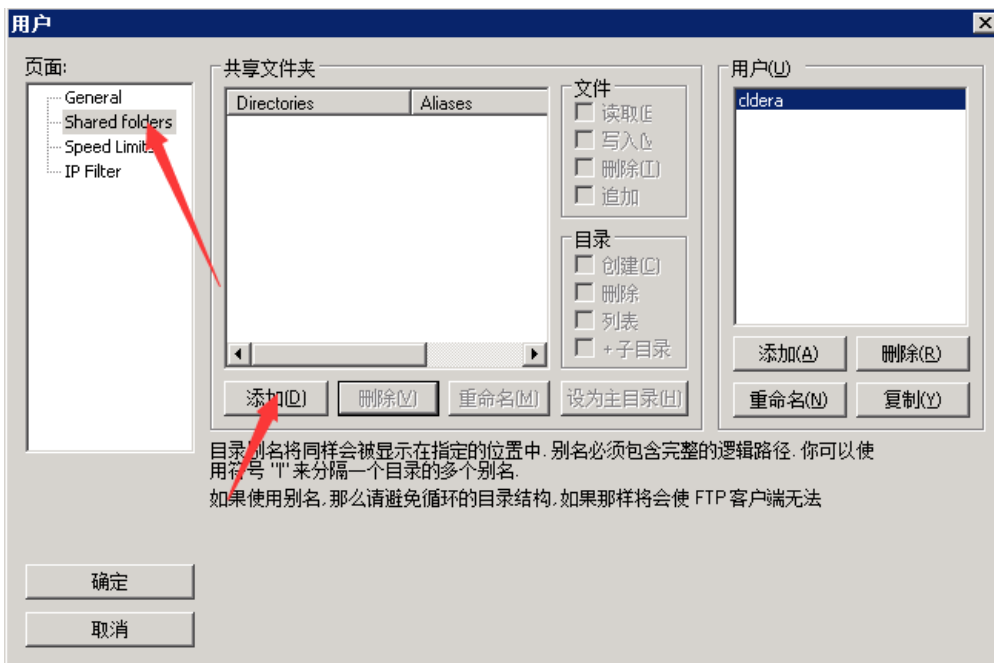 用户
页面:
General
Shared folders
Speed Limits
IP Filter
共享文件夹
Directories Aliases
文件
读取(E
写入(
删除(T)
追加
目录
创建(C)
删除
列表
+子目录
添加(D) 删除(V) 重命名(M) 设为主目录(H)
用户(U)
cldera
添加(A) 删除(R)
重命名(N) 复制(Y)
目录别名将同样会被显示在指定的位置中. 别名必须包含完整的逻辑路径. 你可以使
用符号 "|" 来分隔一个目录的多个别名.
如果使用别名, 那么请避免循环的目录结构, 如果那样将会使 FTP 客户端无法
确定
取消